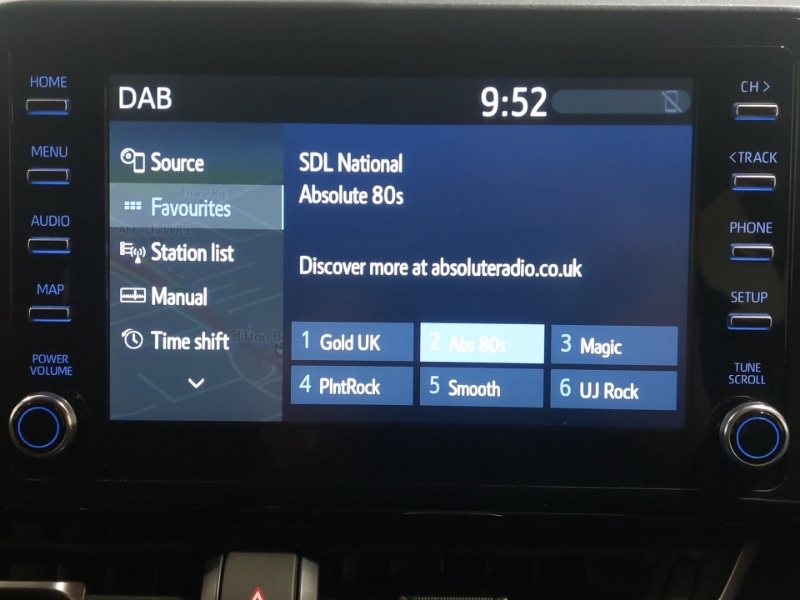 HOME
MENU
AUDIO
MAP
POWER
VOLUME
DAB
9:52
Source
Favourites
Station list
Manual
Time shift
SDL National
Absolute 80s
Discover more at absoluteradio.co.uk
1 Gold UK
2 Abs 80s
3 Magic
4 PlntRock
5 Smooth
6 UJ Rock
CH >
<TRACK
PHONE
SETUP
TUNE
SCROLL